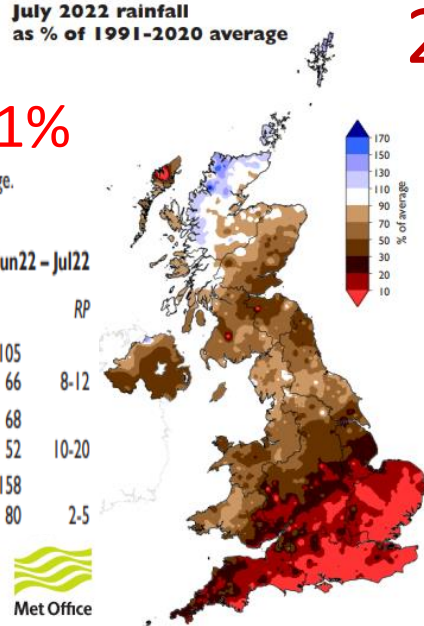 July 2022 rainfall
as % of 1991-2020 average
2
1%
ge.
170
150
130
110
90
70
50
30
20
10
% of average
un22 – Jul22
RP
105
66 8-12
68
52 10-20
158
80 2-5
Met Office